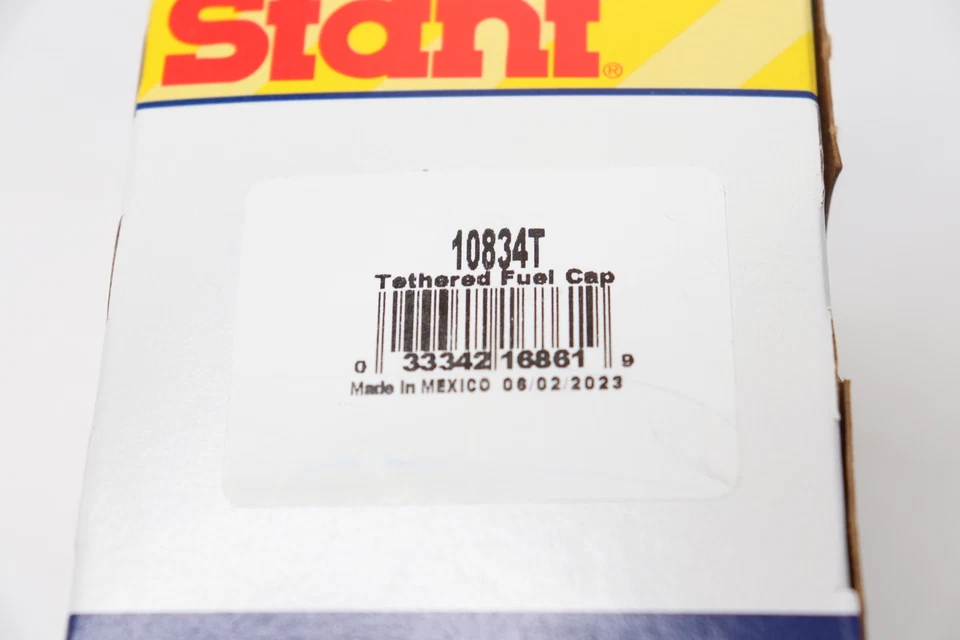 Stant®
10834T
Tethered Fuel Cap
0 33342 16861 9
Made in MEXICO 06/02/2023